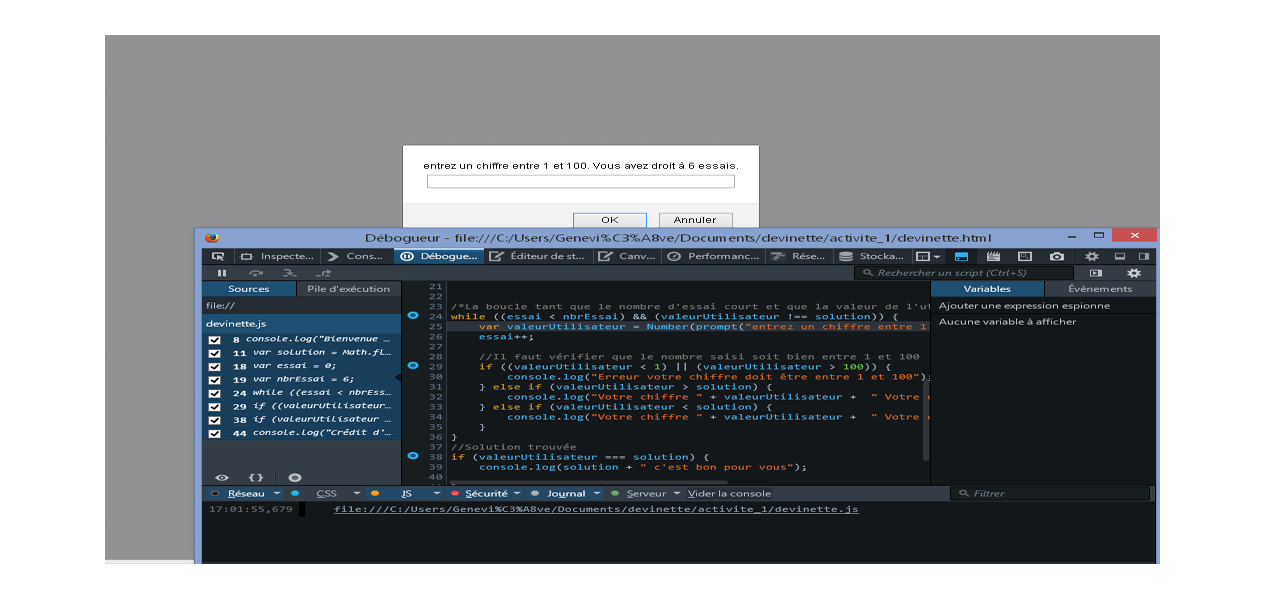 entrez un chiffre entre 1 et 100. Vous avez droit à 6 essais.
OK Annuler
Débogueur - file:///C:/Users/Genevi%C3%A8ve/Documents/devinette/activite_1/devinette.html
Inspecte... Cons... Débogue... Éditeur de st... Canv... Performanc... Rése... Stocka...
Rechercher un script (Ctrl+S)
Sources Pile d'exécution
file://
devinette.js
8 console.log("Bienvenue ...
11 var solution = Math.fl...
18 var essai = 0;
19 var nbrEssai = 6;
24 while ((essai < nbrEss...
29 if ((valeurUtilisateur...
38 if (valeurUtilisateur ...
44 console.log("Crédit d'...
{}
21
22
23 /*La boucle tant que le nombre d'essai court et que la valeur de l'ut
24 while ((essai < nbrEssai) && (valeurUtilisateur !== solution)) {
25 var valeurUtilisateur = Number(prompt("entrez un chiffre entre 1
26 essai++;
27
28 //Il faut vérifier que le nombre saisi soit bien entre 1 et 100
29 if ((valeurUtilisateur < 1) || (valeurUtilisateur > 100)) {
30 console.log("Erreur votre chiffre doit être entre 1 et 100");
31 } else if (valeurUtilisateur > solution) {
32 console.log("Votre chiffre " + valeurUtilisateur + " Votre
33 } else if (valeurUtilisateur < solution) {
34 console.log("Votre chiffre " + valeurUtilisateur + " Votre
35 }
36 }
37 //Solution trouvée
38 if (valeurUtilisateur === solution) {
39 console.log(solution + " c'est bon pour vous");
40
Variables Évènements
Ajouter une expression espionne
Aucune variable à afficher
Réseau CSS JS Sécurité Journal Serveur Vider la console Filtrer
17:01:55,679 file:///C:/Users/Genevi%C3%A8ve/Documents/devinette/activite_1/devinette.js